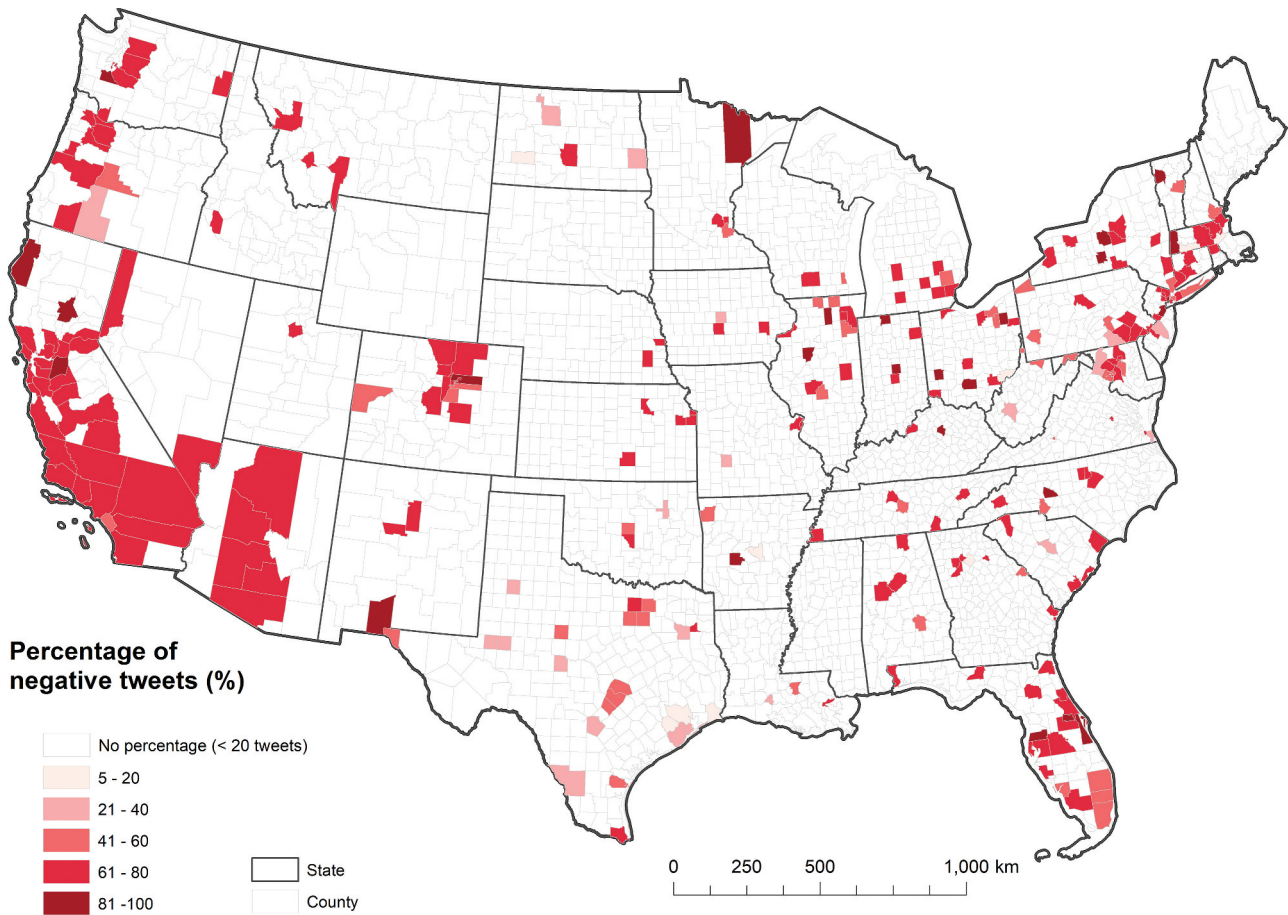 Percentage of
negative tweets (%)
No percentage (< 20 tweets)
5 - 20
21 - 40
41 - 60
61 - 80
81 -100
State
County
0 250 500 1,000 km